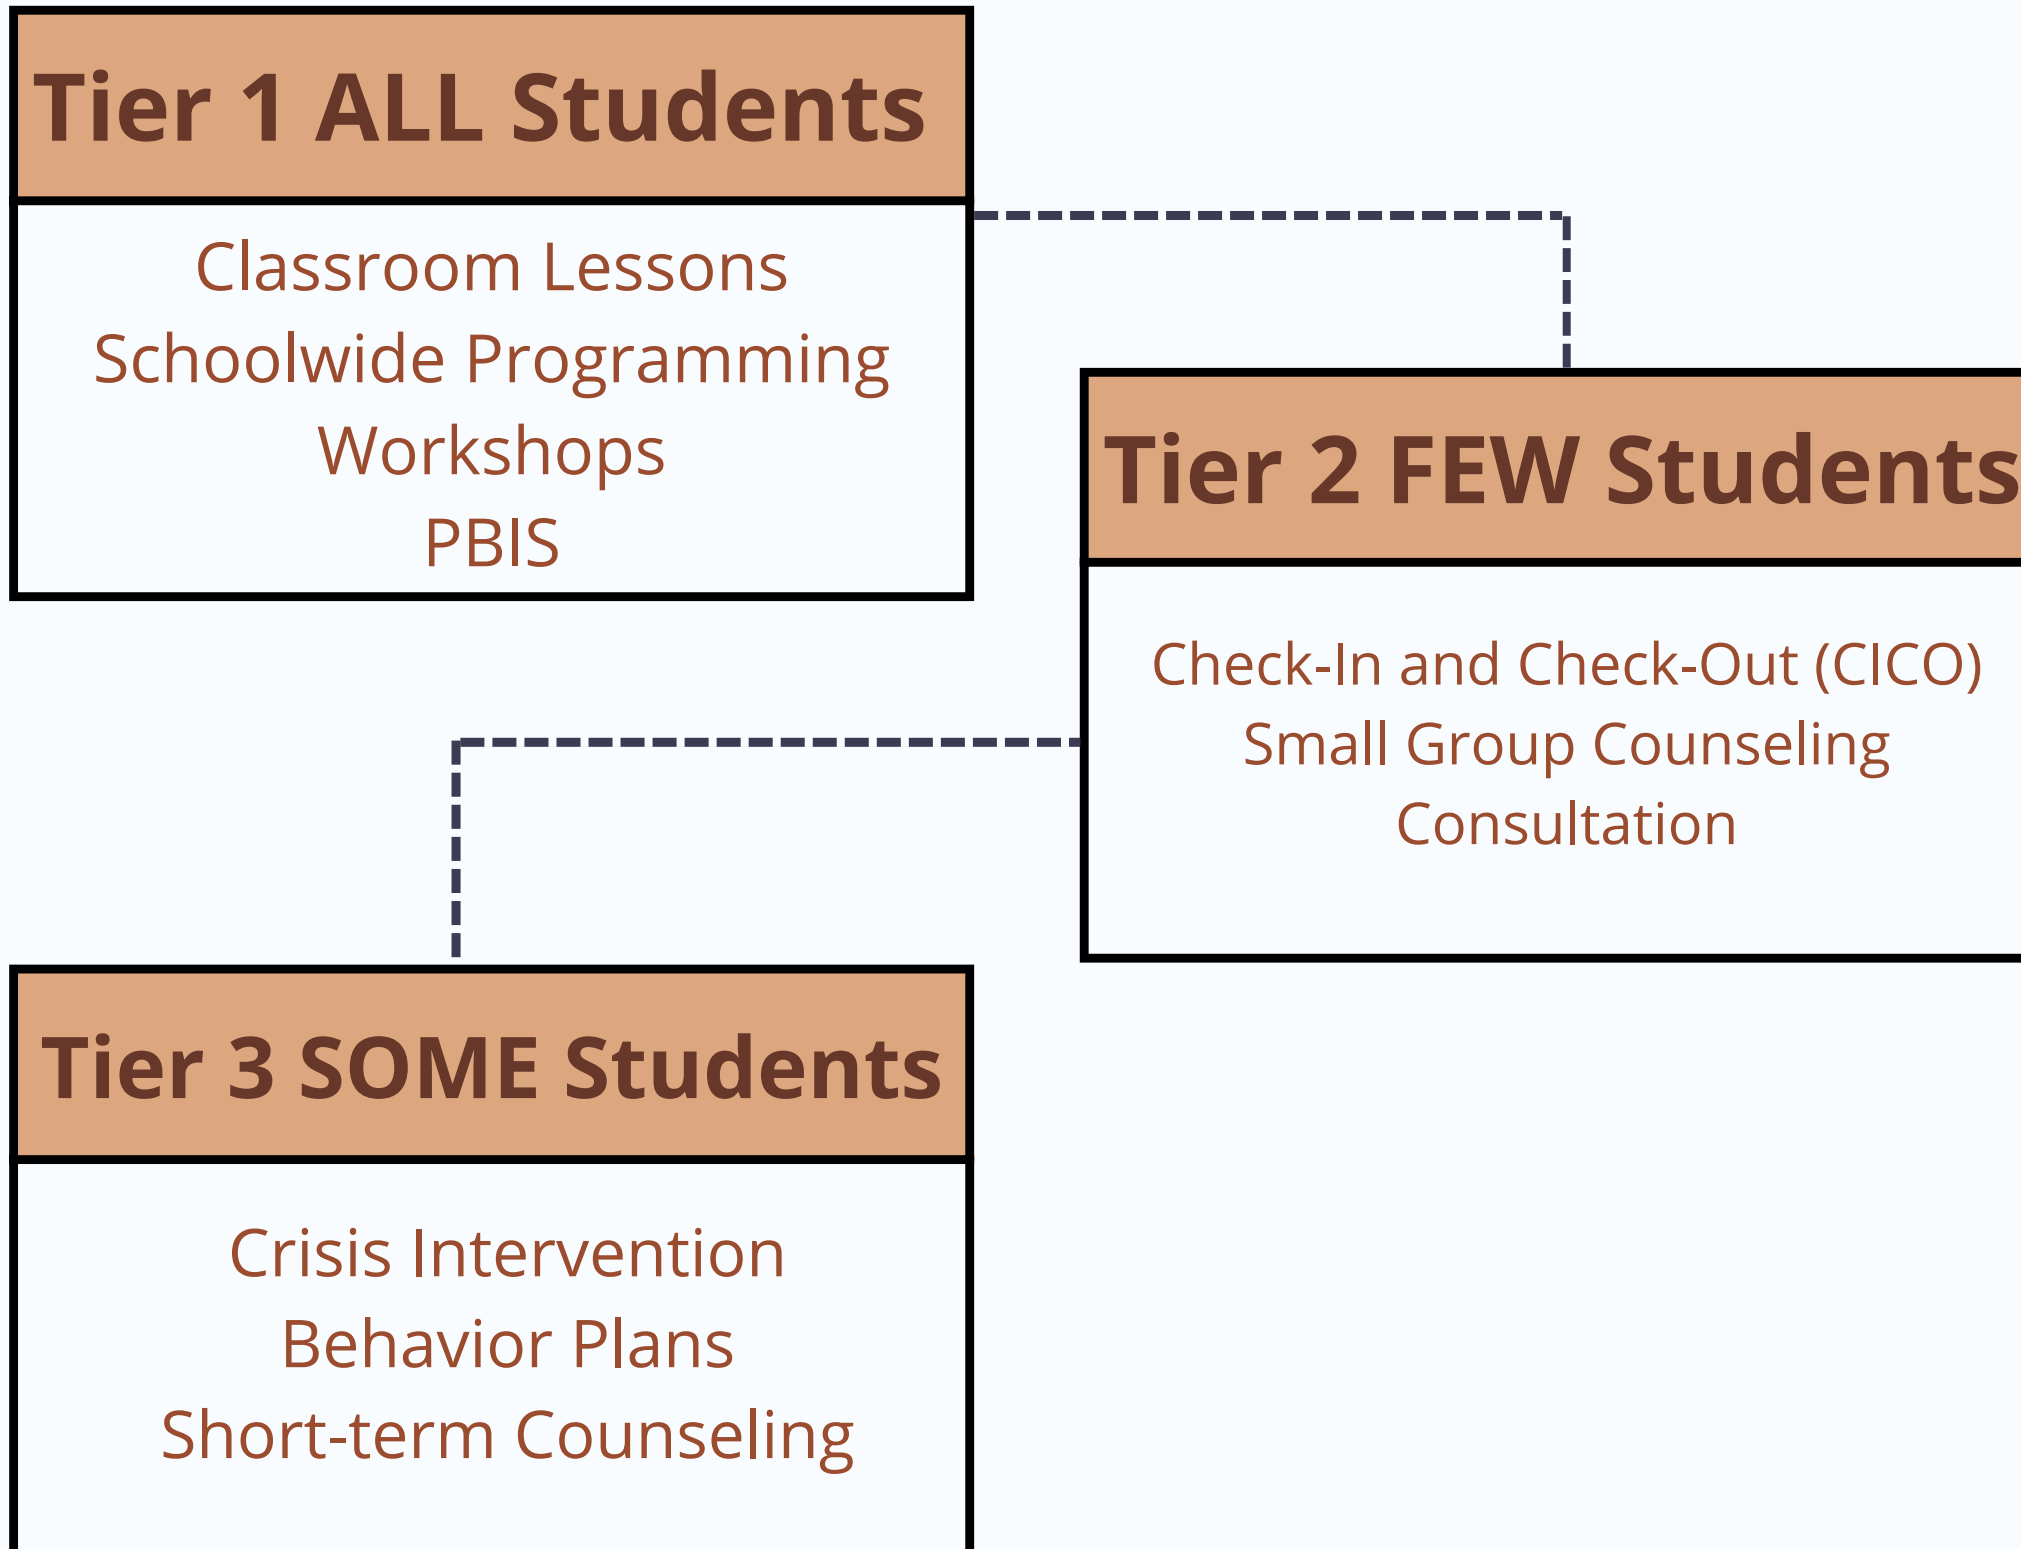 Tier 1 ALL Students
Classroom Lessons
Schoolwide Programming
Workshops
PBIS
Tier 2 FEW Students
Check-In and Check-Out (CICO)
Small Group Counseling
Consultation
Tier 3 SOME Students
Crisis Intervention
Behavior Plans
Short-term Counseling